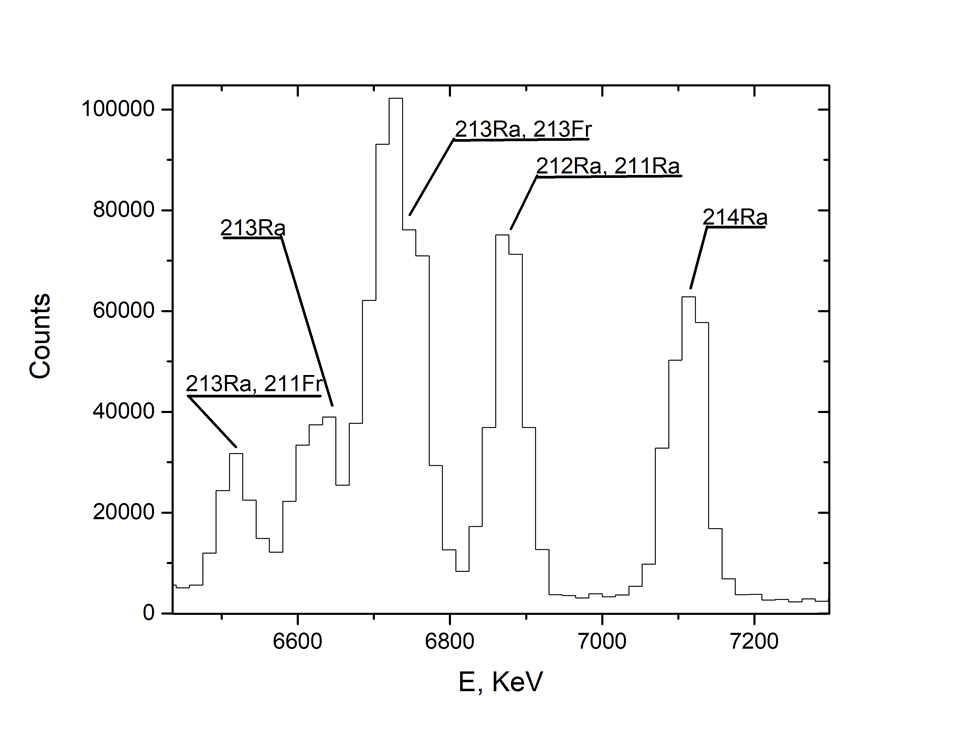 100000
213Ra, 213Fr
212Ra, 211Ra
80000
213Ra
214Ra
Counts
60000
213Ra, 211Fr
40000
20000
0
6600 6800 7000 7200
E, KeV